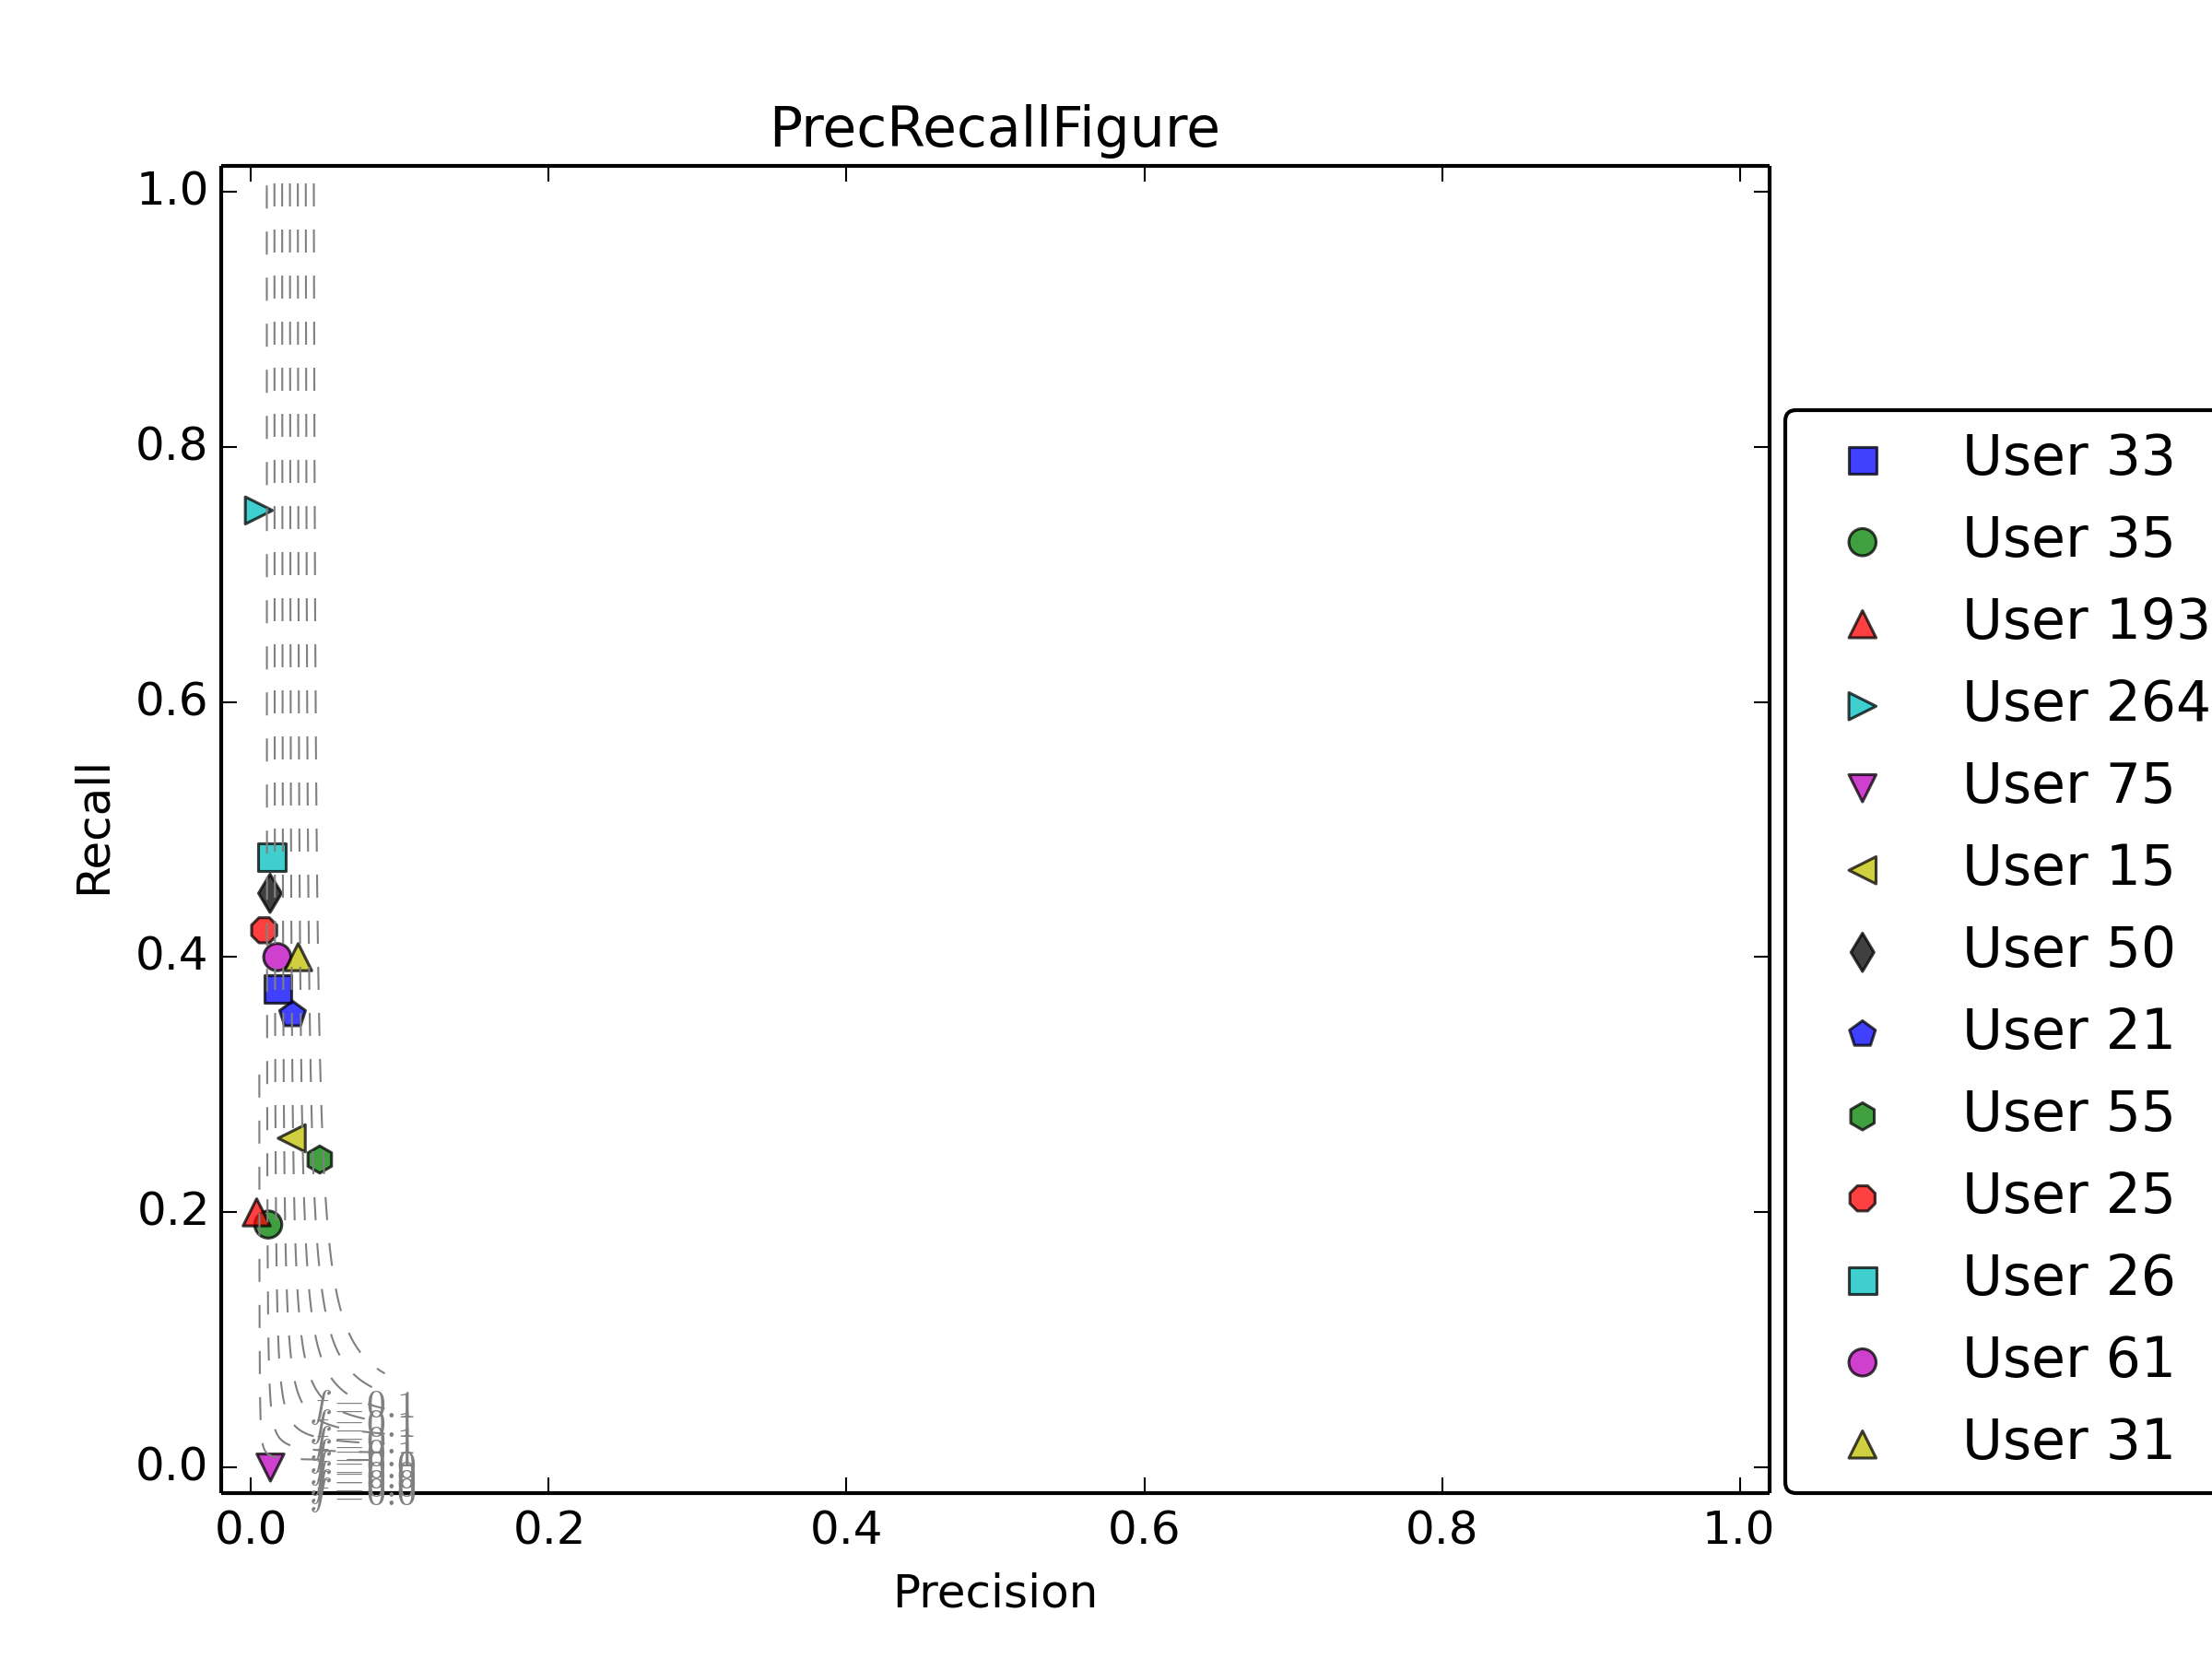 PrecRecallFigure
1.0
0.8
0.6
0.4
0.2
0.0
Recall
0.0 0.2 0.4 0.6 0.8 1.0
Precision
User 33
User 35
User 193
User 264
User 75
User 15
User 50
User 21
User 55
User 25
User 26
User 61
User 31